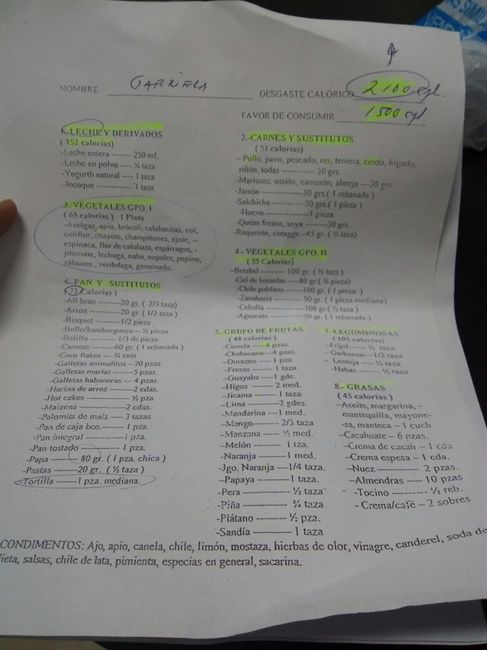 NOMBRE GABRIELA
DESGASTE CALÓRICO 2100 cal.
FAVOR DE CONSUMIR 1500 cal.
1.-LECHE Y DERIVADOS
( 152 calorías )
-Leche entera ------ 250 ml.
-Leche en polvo --- ¼ taza
-Yogurth natural ---- 1 taza
-Jocoque ------------ 1 taza
2.-CARNES Y SUSTITUTOS
( 51 calorías )
-Pollo, pavo, pescado, res, ternera, cerdo, hígado,
riñón, todas ---------- 30 grs.
-Mariscos: ostión, camerón, almeja ---30 grs.
-Jamón ------------30 grs.( 1 rebanada )
-Salchicha ----------30 grs.( 1 pieza )
-Huevo --------------1 pieza
-Queso fresco, soya --------30 grs.
-Requesón, cotagge --45 gr. ( ¼ taza)
3.-VEGETALES GPO. I
( 65 calorías ) 1 Plato
-Acelgas, apio, brócoli, calabacitas, col,
coliflor, chayote, champiñones, ejote, --
espinaca, flor de calabaza, espárragos, -
jitomate, lechuga, nabo, nopales, pepino,
rábanos, verdolaga, germinado.
4.- VEGETALES GPO. II
( 55 Calorías )
-Betabel -------- 100 gr. ( ¾ taza )
-Col de bruselas ---80 gr ( ¾ pieza )
-Chile poblano ----- 100 gr. ( 1 pieza )
-Zanahoria ---------- 90 gr. ( 1 pieza mediana)
-Cebolla ----------- 100 gr.( ½ taza )
-Aguacate ----------- 50 gr. ( 1 rebanada )
6.-PAN Y SUSTITUTOS
( 73 Calorías )
-All bran ----------20 gr. ( 2/3 taza)
-Arroz ----------20 gr. ( 1/2 taza)
-Bisquet ----------1/2 pieza
-Bollo/hamburgueza -- ½ pieza.
-Bolillo -------- 1/3 de pieza
-Camote -------60 gr. ( 1 rebanada )
-Corn flakes --- ¾ taza
-Galletas animalitos -- 20 pzas.
-Galletas marías ------ 5 pzas.
-Galletas habaneras --- 4 pzas.
-Harina de arroz ------- 2 cdas.
-Hot cakes ------------ ½ pza.
-Maizena ------------- 2 cdas.
-Palomita de maíz --- 3 tazas
-Pan de caja bco.----- 1 pza.
-Pan integral ---------1 pza.
-Pan tostado -------- 1 pza.
-Papa --- 80 gr. ( 1 pza. chica )
-Pastas -----20 gr. ( ½ taza )
-Tortilla ----1 pza. mediana.
5.-GRUPO DE FRUTAS
( 48 calorías )
-Ciruela ---4 pzas.
-Chabacano--4 pzas.
-Durazno ---- 1 pza.
-Fresas ------ 1 taza
-Guayaba ---- 1 gde.
-Higos ------ 2 med.
-Jícama ------ 1 taza
-Lima --------2 gdes.
-Mandarina --- 1 med.
-Mango-------- 2/3 taza
-Manzana ---- ½ med.
-Melón ------- 1 tza.
-Naranja ------ 1 med.
-Jgo. Naranja ---1/4 taza.
-Papaya -------- 1 taza.
-Pera ---------- ½ taza
-Piña --------- ¾ taza
-Plátano ------- ½ pza.
-Sandía -------- 1 taza
7.-LEGUMINOSAS
( 105 calorías )
-Frijol------ ½ taza
-Garbanzo---1/2 taza
-Lenteja ---- ½ taza
-Habas ------ ½ taza
8.- GRASAS
( 45 calorías )
-Aceite, margarina, -
mantequilla, mayone-
sa, manteca --- 1 cuch
-Cacahuate -- 6 pzas.
-Crema de cacah -- 1 cda
-Crema espesa -- 1 cda.
-Nuez ------- 2 pzas.
-Almendras ---- 10 pzas
-Tocino -------- ½ reb.
- Crema/café -- 2 sobres
CONDIMENTOS: Ajo, apio, canela, chile, limón, mostaza, hierbas de olor, vinagre, canderel, soda de
dieta, salsas, chile de lata, pimienta, especias en general, sacarina.